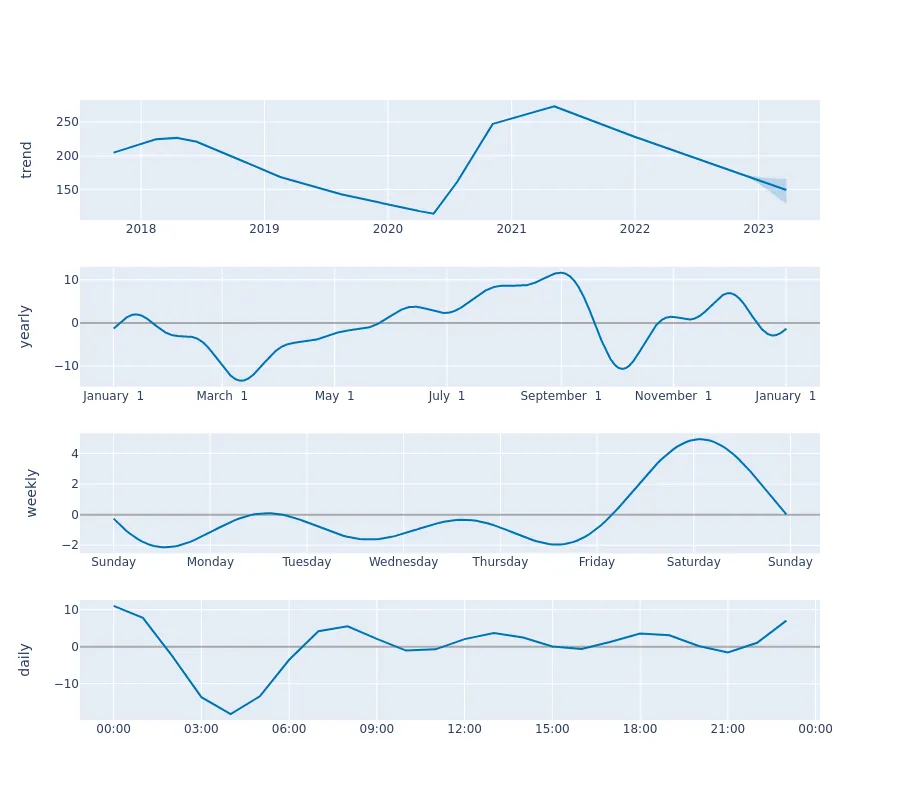 trend
250
200
150
2018 2019 2020 2021 2022 2023
yearly
10
0
−10
January 1 March 1 May 1 July 1 September 1 November 1 January 1
weekly
4
2
0
−2
Sunday Monday Tuesday Wednesday Thursday Friday Saturday Sunday
daily
10
0
−10
00:00 03:00 06:00 09:00 12:00 15:00 18:00 21:00 00:00